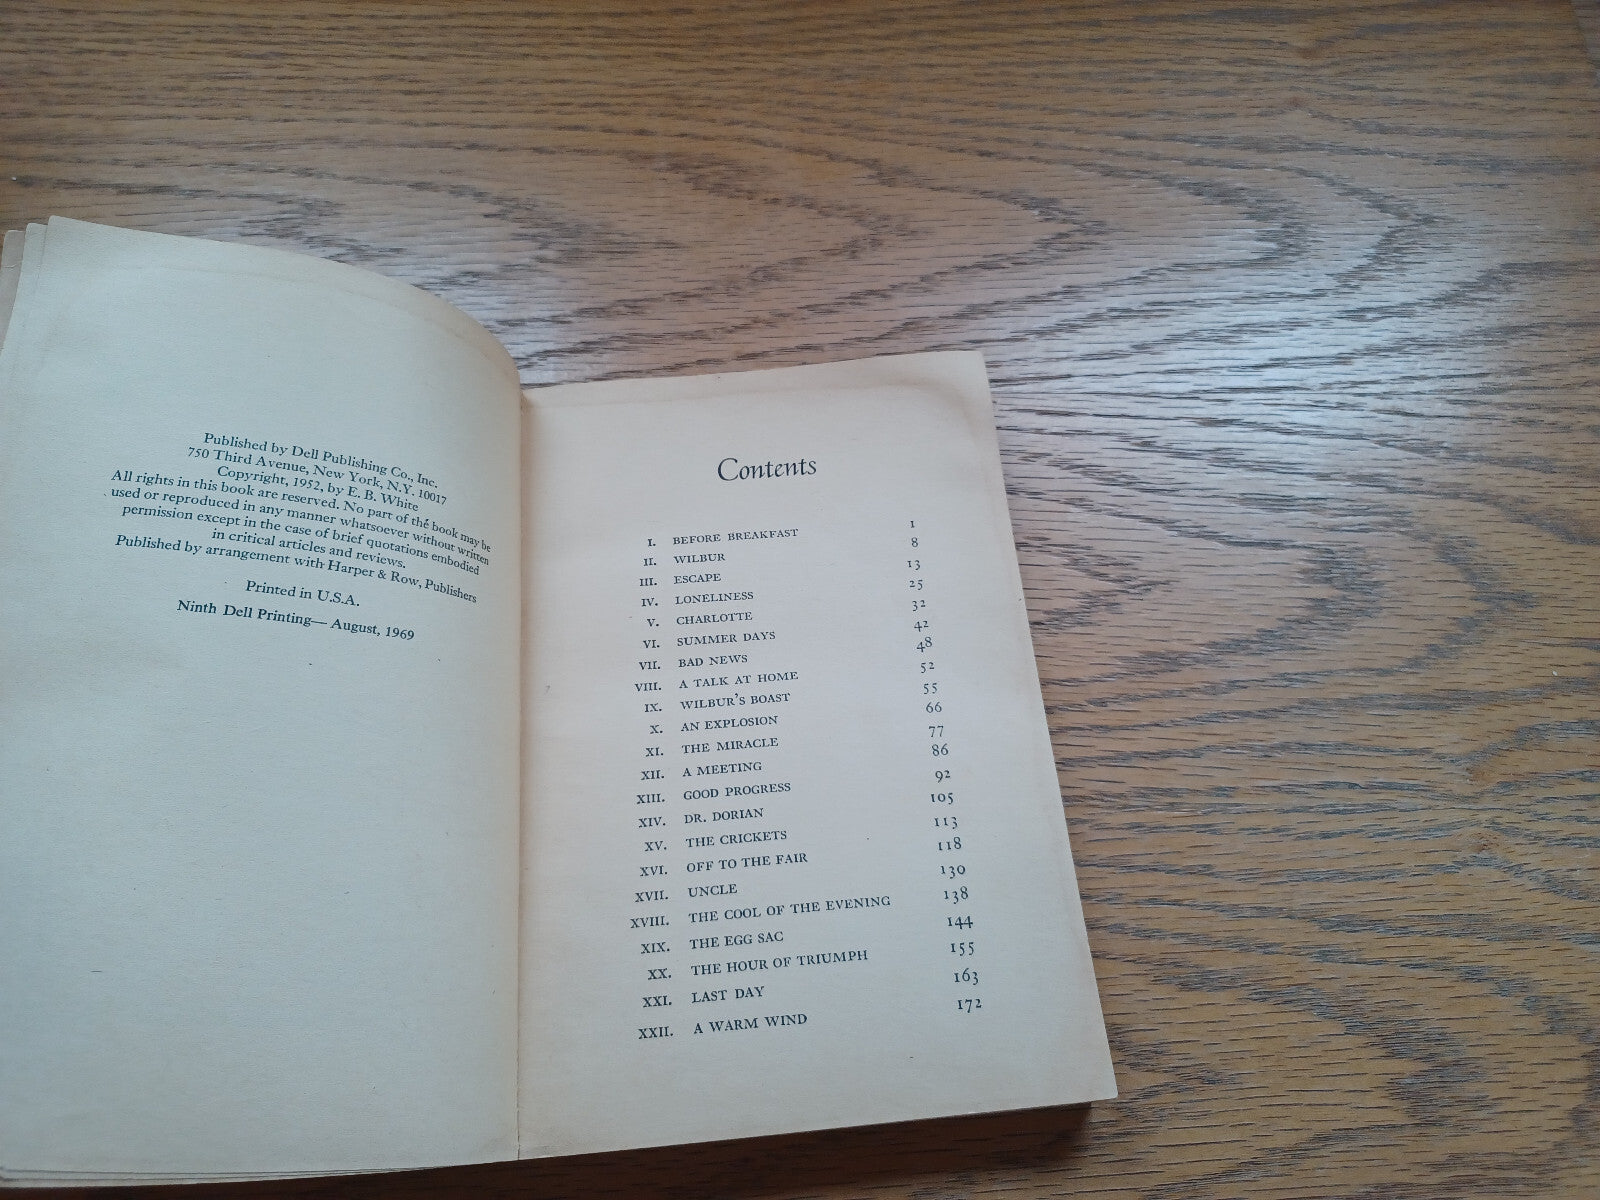 Published by Dell Publishing Co., Inc.
750 Third Avenue, New York, N.Y. 10017
Copyright, 1952, by E. B. White
All rights in this book are reserved. No part of the book may be
used or reproduced in any manner whatsoever without written
permission except in the case of brief quotations embodied
in critical articles and reviews.
Published by arrangement with Harper & Row, Publishers
Printed in U.S.A.
Ninth Dell Printing— August, 1969
Contents
I. BEFORE BREAKFAST 1
II. WILBUR 8
III. ESCAPE 13
IV. LONELINESS 25
V. CHARLOTTE 32
VI. SUMMER DAYS 42
VII. BAD NEWS 48
VIII. A TALK AT HOME 52
IX. WILBUR'S BOAST 55
X. AN EXPLOSION 66
XI. THE MIRACLE 77
XII. A MEETING 86
XIII. GOOD PROGRESS 92
XIV. DR. DORIAN 105
XV. THE CRICKETS 113
XVI. OFF TO THE FAIR 118
XVII. UNCLE 130
XVIII. THE COOL OF THE EVENING 138
XIX. THE EGG SAC 144
XX. THE HOUR OF TRIUMPH 155
XXI. LAST DAY 163
XXII. A WARM WIND 172